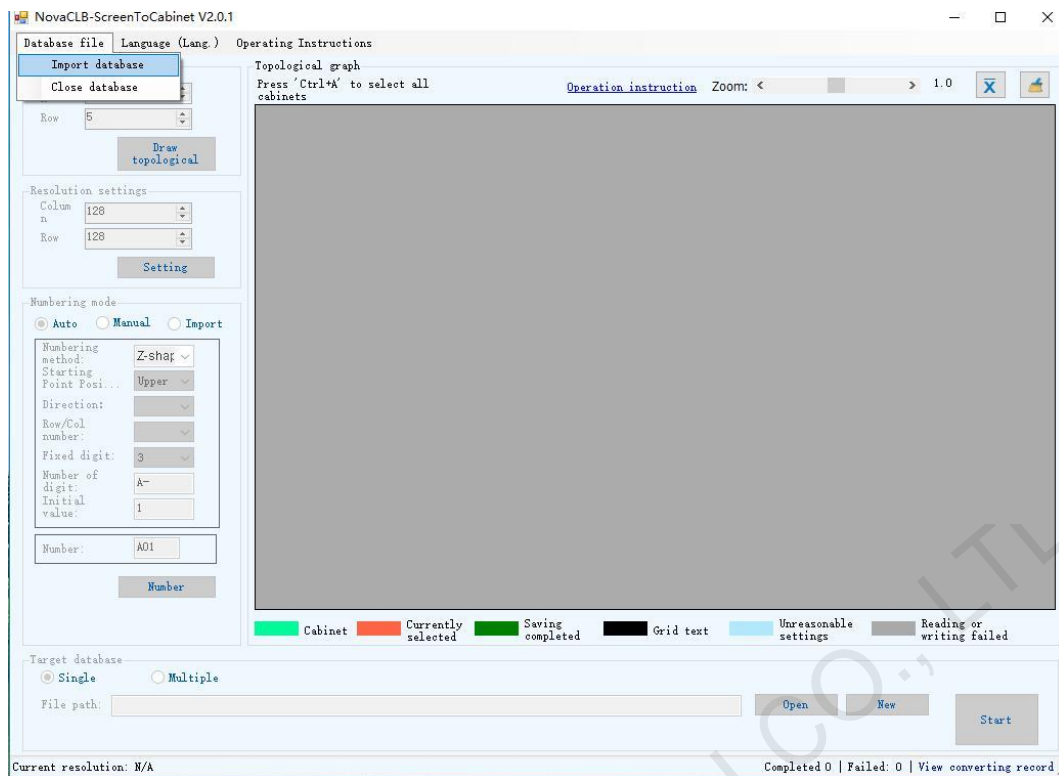 NovaCLB-ScreenToCabinet V2.0.1
Database file Language (Lang.) Operating Instructions
Import database
Close database
Row 5
Draw
topological
Resolution settings
Colum
n
128
Row 128
Setting
Numbering mode
Auto Manual Import
Numbering
method:
Z-shap
Starting
Point Posi...
Upper
Direction:
Row/Col
number:
Fixed digit: 3
Number of
digit:
A-
Initial
value:
1
Number: A01
Number
Topological graph
Press 'Ctrl+A' to select all
cabinets
Operation instruction Zoom: < > 1.0
Cabinet
Currently
selected
Saving
completed
Grid text
Unreasonable
settings
Reading or
writing failed
Target database
Single Multiple
File path:
Open New
Start
Current resolution: N/A
Completed 0 | Failed: 0 | View converting record
CO., LTD